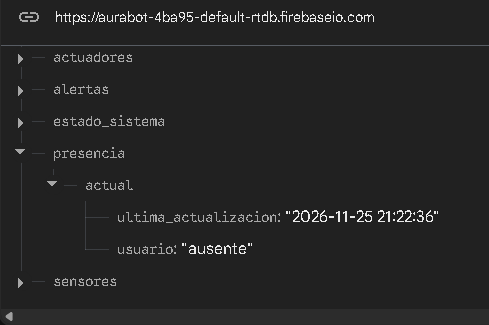 https://aurabot-4ba95-default-rtdb.firebaseio.com
actuadores
alertas
estado_sistema
presencia
actual
ultima_actualizacion: "2026-11-25 21:22:36"
usuario: "ausente"
sensores